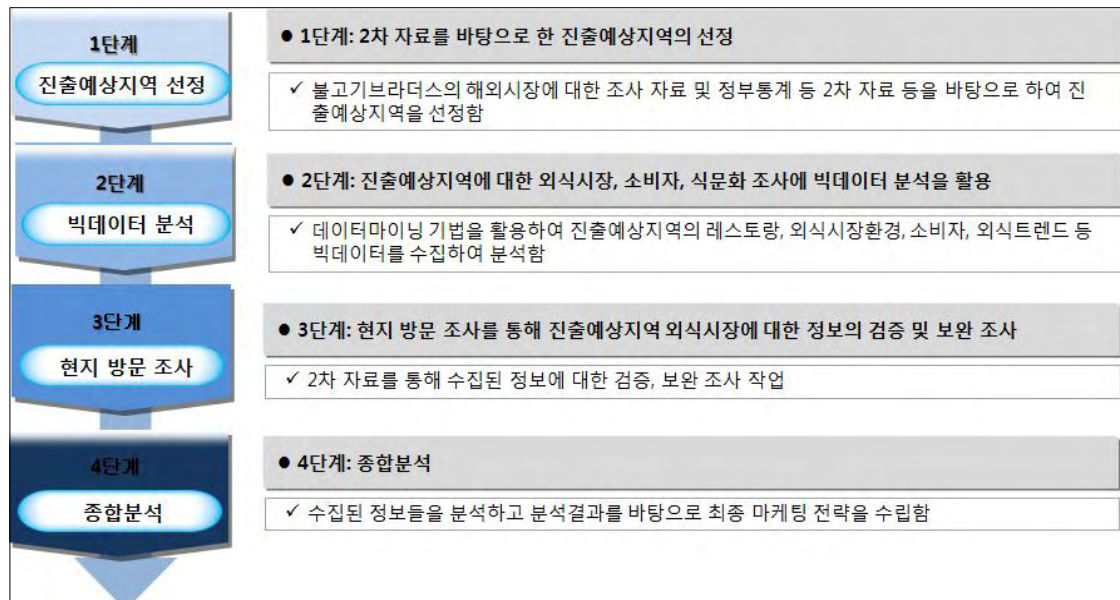 1단계
진출예상지역 선정
● 1단계: 2차 자료를 바탕으로 한 진출예상지역의 선정
✓ 불고기브라더스의 해외시장에 대한 조사 자료 및 정부통계 등 2차 자료 등을 바탕으로 하여 진
출예상지역을 선정함
2단계
빅데이터 분석
● 2단계: 진출예상지역에 대한 외식시장, 소비자, 식문화 조사에 빅데이터 분석을 활용
✓ 데이터마이닝 기법을 활용하여 진출예상지역의 레스토랑, 외식시장환경, 소비자, 외식트렌드 등
빅데이터를 수집하여 분석함
3단계
현지 방문 조사
● 3단계: 현지 방문 조사를 통해 진출예상지역 외식시장에 대한 정보의 검증 및 보완 조사
✓ 2차 자료를 통해 수집된 정보에 대한 검증, 보완 조사 작업
4단계
종합분석
● 4단계: 종합분석
✓ 수집된 정보들을 분석하고 분석결과를 바탕으로 최종 마케팅 전략을 수립함